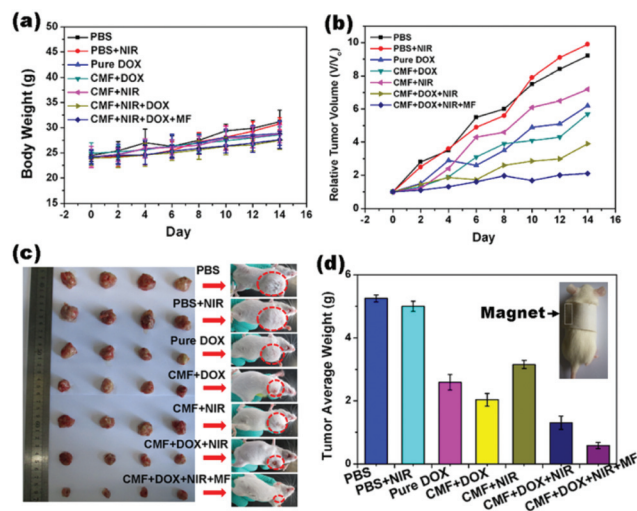 (a)
Body Weight (g)
50
45
40
35
30
25
20
15
-2 0 2 4 6 8 10 12 14 16
Day
PBS
PBS+NIR
Pure DOX
CMF+DOX
CMF+NIR
CMF+NIR+DOX
CMF+NIR+DOX+MF
(b)
Relative Tumor Volume (V/V₀)
10
8
6
4
2
0
-2 0 2 4 6 8 10 12 14 16
Day
PBS
PBS+NIR
Pure DOX
CMF+DOX
CMF+NIR
CMF+DOX+NIR
CMF+DOX+NIR+MF
(c)
PBS
PBS+NIR
Pure DOX
CMF+DOX
CMF+NIR
CMF+DOX+NIR
CMF+DOX+NIR+MF
(d)
Tumor Average Weight (g)
6
4
2
0
Magnet
PBS
PBS+NIR
Pure DOX
CMF+DOX
CMF+NIR
CMF+DOX+NIR
CMF+DOX+NIR+MF